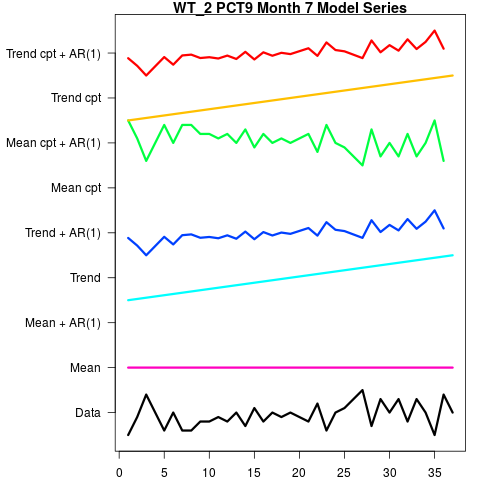 WT_2 PCT9 Month 7 Model Series
Trend cpt + AR(1)
Trend cpt
Mean cpt + AR(1)
Mean cpt
Trend + AR(1)
Trend
Mean + AR(1)
Mean
Data
0 5 10 15 20 25 30 35